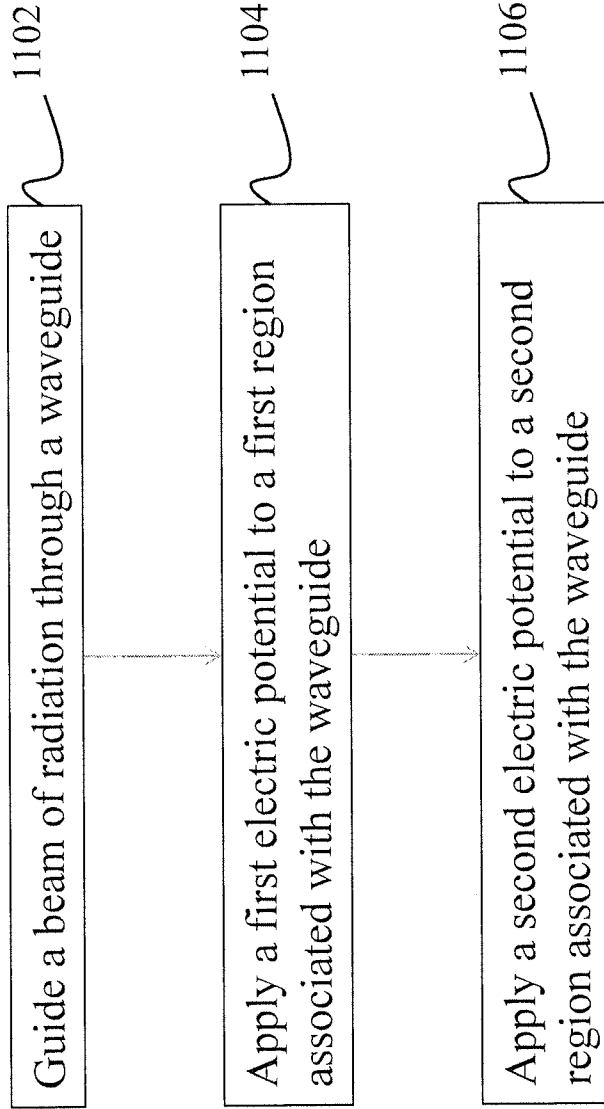 Guide a beam of radiation through a waveguide
1102
Apply a first electric potential to a first region
associated with the waveguide
1104
Apply a second electric potential to a second
region associated with the waveguide
1106